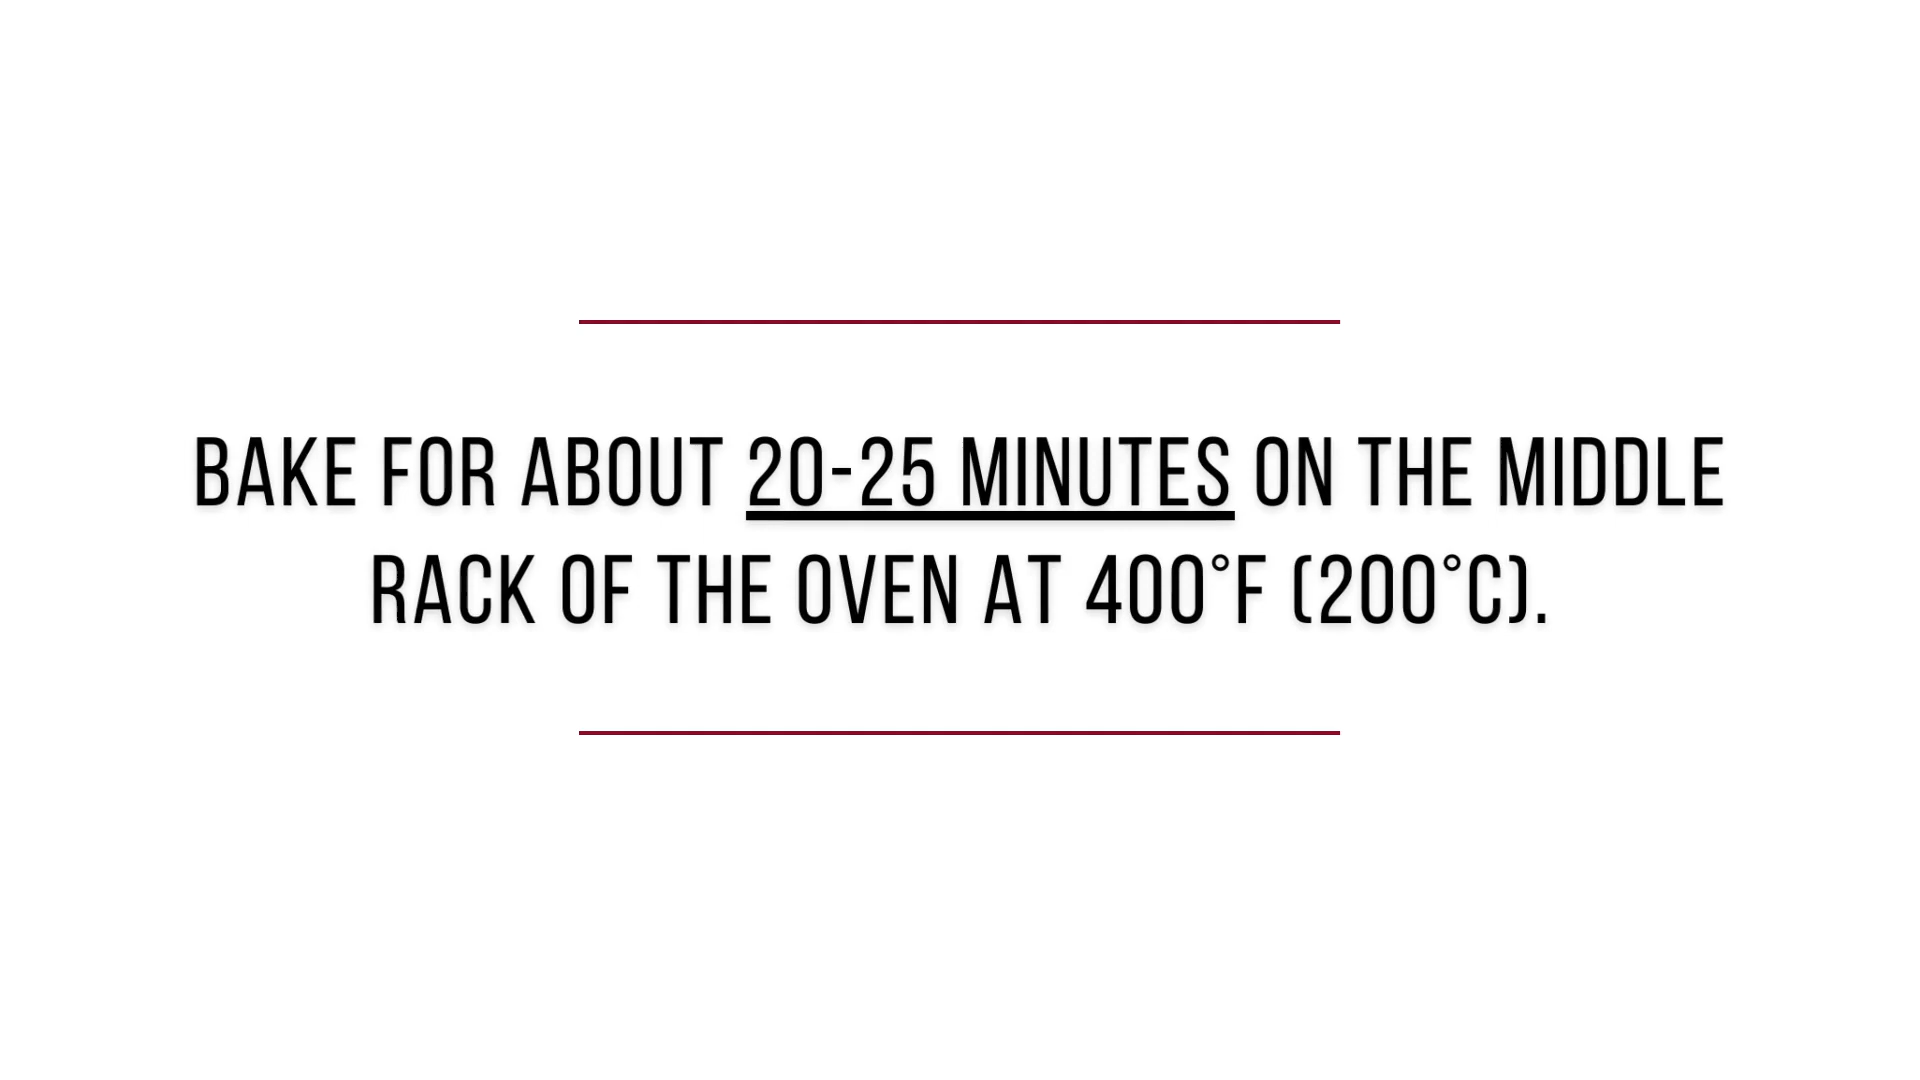 BAKE FOR ABOUT 20-25 MINUTES ON THE MIDDLE
RACK OF THE OVEN AT 400°F (200°C).